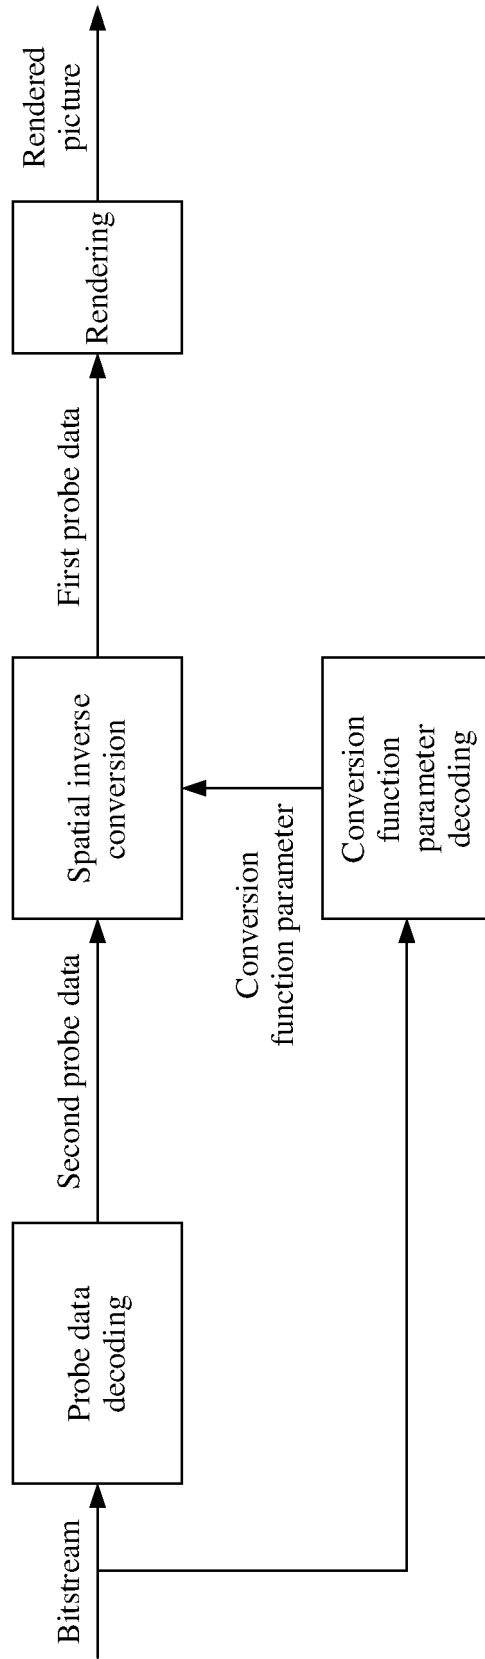 Bitstream
Probe data
decoding
Second probe data
Spatial inverse
conversion
First probe data
Rendering
Rendered
picture
Conversion
function parameter
Conversion
function
parameter
decoding